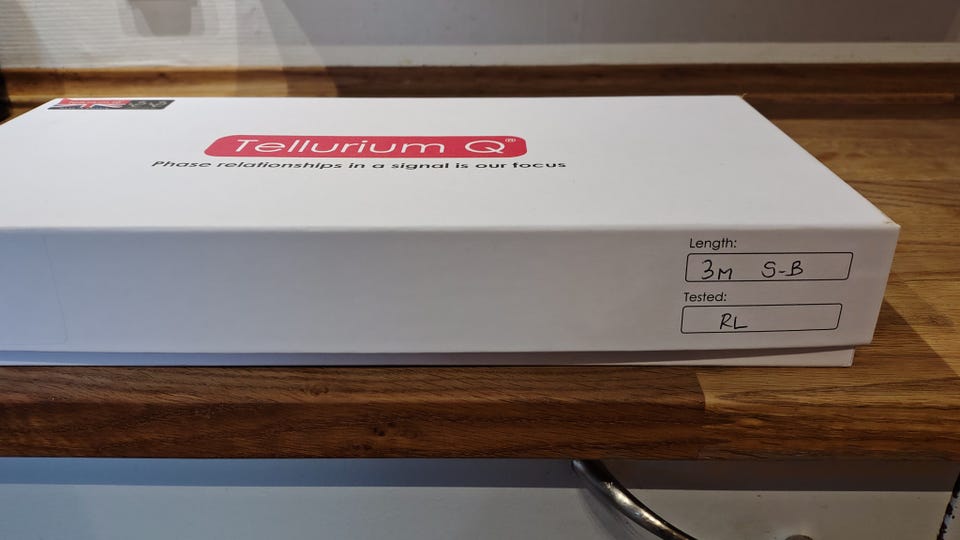 Tellurium Q®
Phase relationships in a signal is our focus
Length:
3M S-B
Tested:
RL